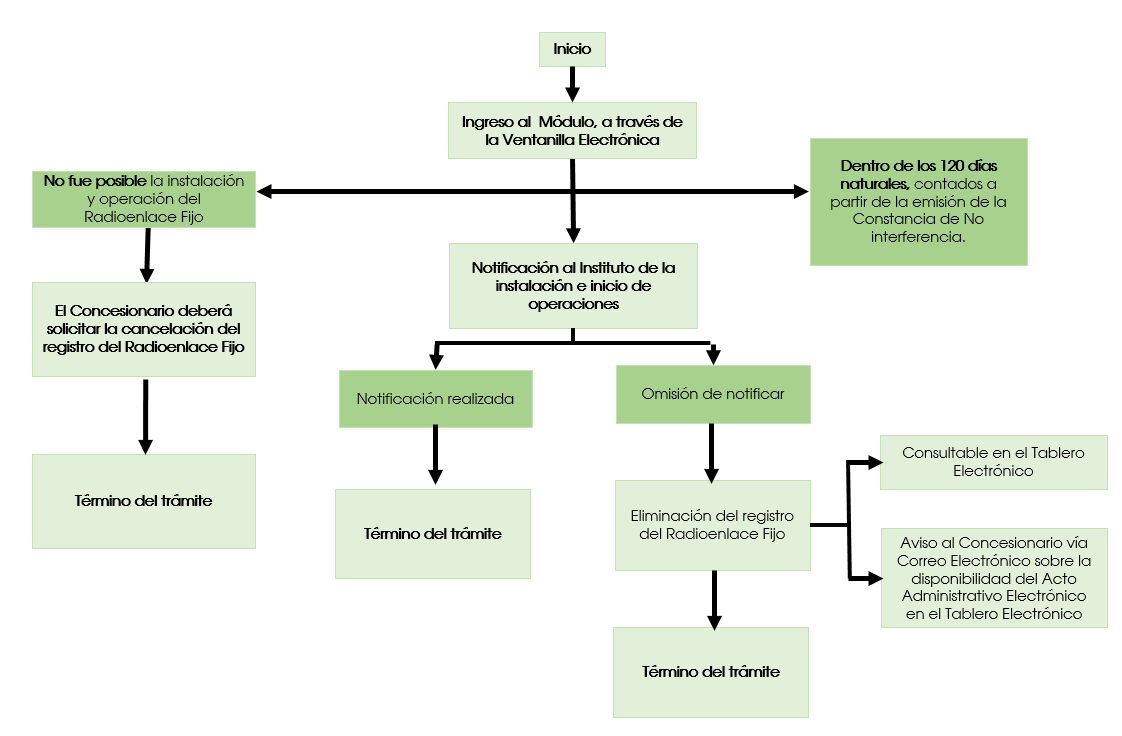 Inicio
Ingreso al Módulo, a través de
la Ventanilla Electrónica
No fue posible la instalación
y operación del
Radioenlace Fijo
Dentro de los 120 días
naturales, contados a
partir de la emisión de la
Constancia de No
interferencia.
El Concesionario deberá
solicitar la cancelación del
registro del Radioenlace Fijo
Notificación al Instituto de la
instalación e inicio de
operaciones
Notificación realizada
Omisión de notificar
Término del trámite
Término del trámite
Eliminación del registro
del Radioenlace Fijo
Consultable en el Tablero
Electrónico
Aviso al Concesionario vía
Correo Electrónico sobre la
disponibilidad del Acto
Administrativo Electrónico
en el Tablero Electrónico
Término del trámite